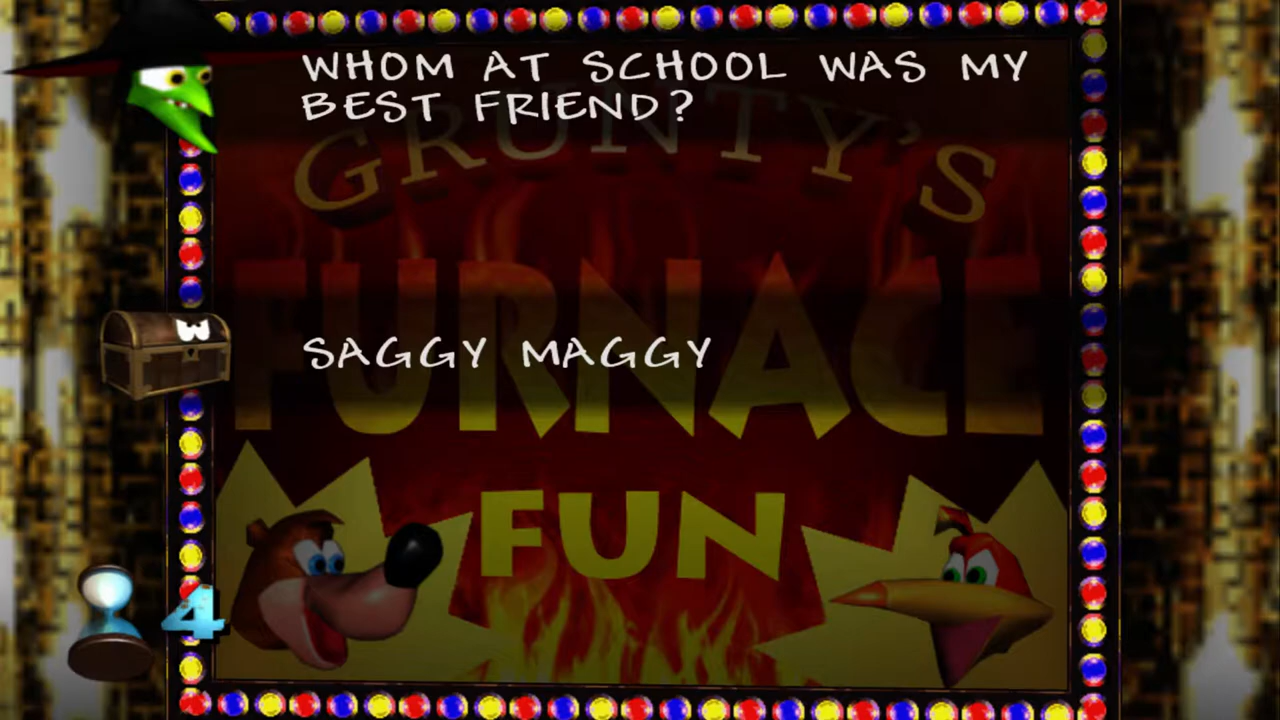 WHOM AT SCHOOL WAS MY
BEST FRIEND?
GRUNTY'S
FURNACE
SAGGY MAGGY
FUN
4